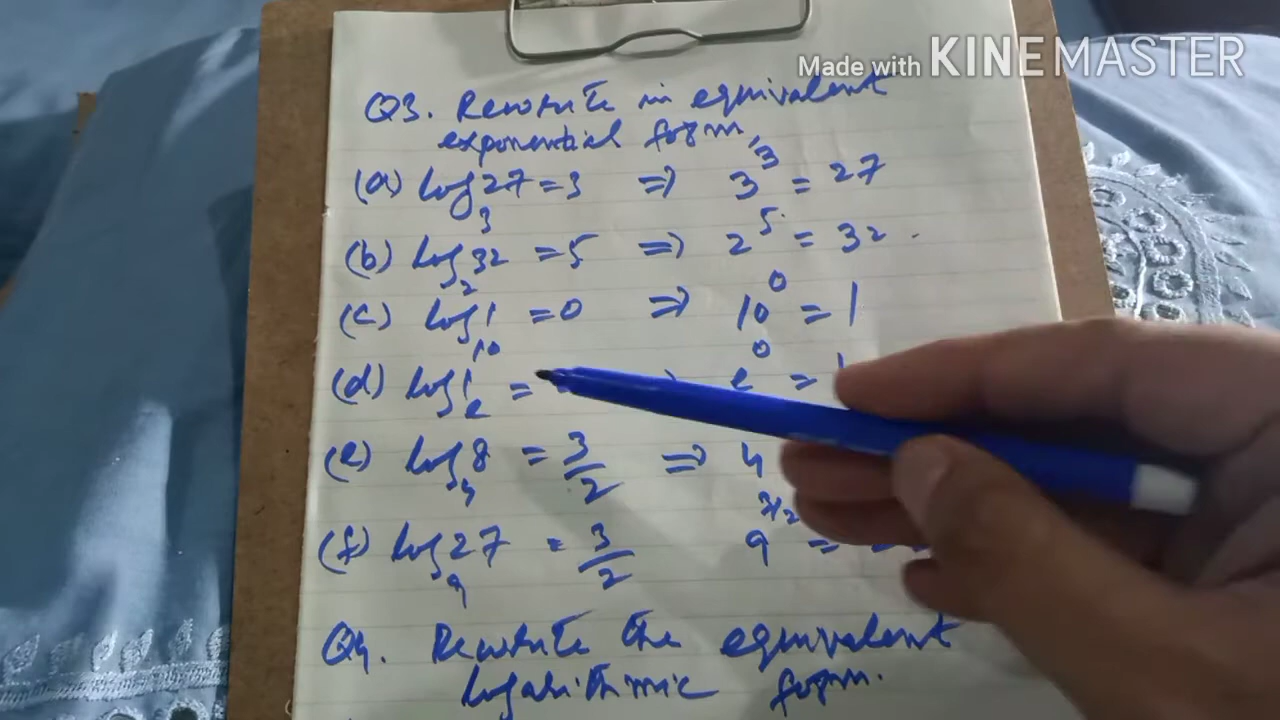 Made with KINEMASTER
Q3. Rewrite in equivalent
exponential form,
(a) log₃27 = 3 ⇒ 3³ = 27
(b) log₂32 = 5 ⇒ 2⁵ = 32.
(c) log₁₀1 = 0 ⇒ 10⁰ = 1
(d) logₑ1 = e⁰ = 1
(e) log₄8 = 3/2 ⇒ 4
(f) log₉27 = 3/2 9^3/2 =
Q4. Rewrite the equivalent
logarithmic form.